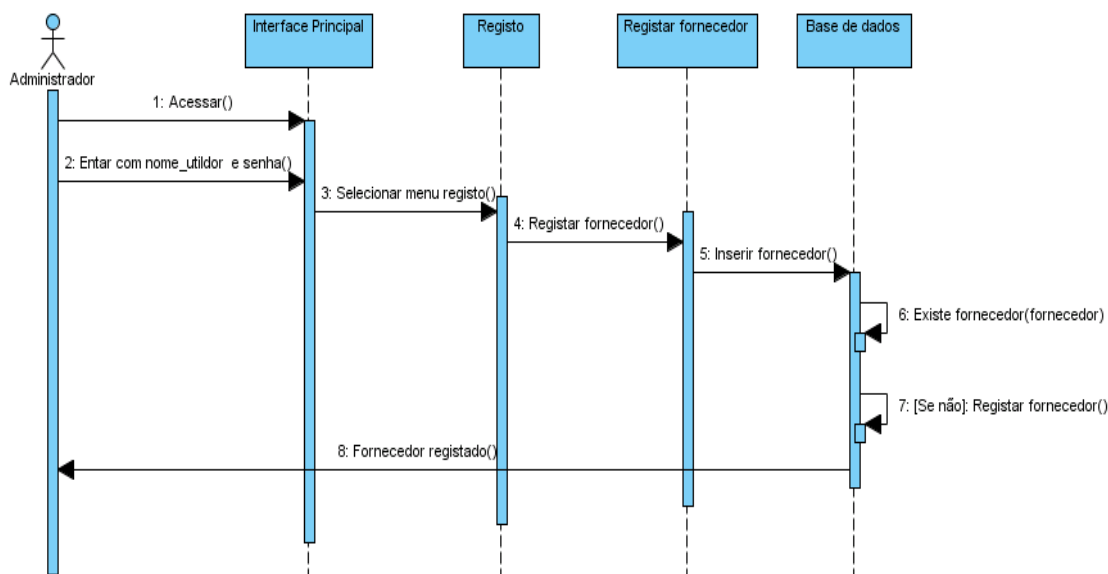 Interface Principal
Registo
Registar fornecedor
Base de dados
Administrador
1: Acessar()
2: Entar com nome_utildor e senha()
3: Selecionar menu registo()
4: Registar fornecedor()
5: Inserir fornecedor()
6: Existe fornecedor(fornecedor)
7: [Se não]: Registar fornecedor()
8: Fornecedor registado()